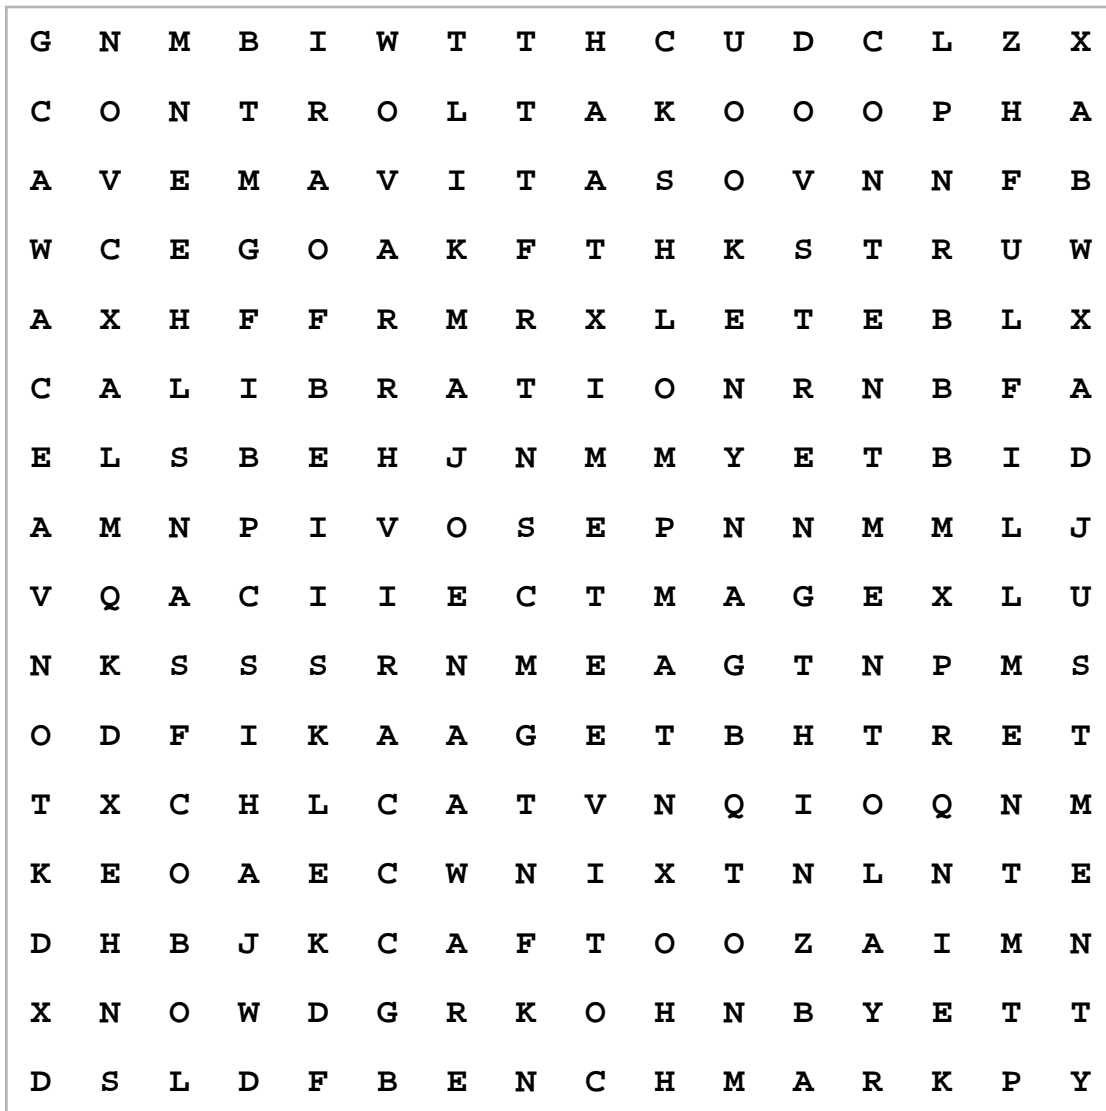 G N M B I W T T H C U D C L Z X
C O N T R O L T A K O O O P H A
A V E M A V I T A S O V N N F B
W C E G O A K F T H K S T R U W
A X H F F R M R X L E T E B L X
C A L I B R A T I O N R N B F A
E L S B E H J N M M Y E T B I D
A M N P I V O S E P N N M M L J
V Q A C I I E C T M A G E X L U
N K S S S R N M E A G T N P M S
O D F I K A A G E T B H T R E T
T X C H L C A T V N Q I O Q N M
K E O A E C W N I X T N L N T E
D H B J K C A F T O O Z A I M N
X N O W D G R K O H N B Y E T T
D S L D F B E N C H M A R K P Y